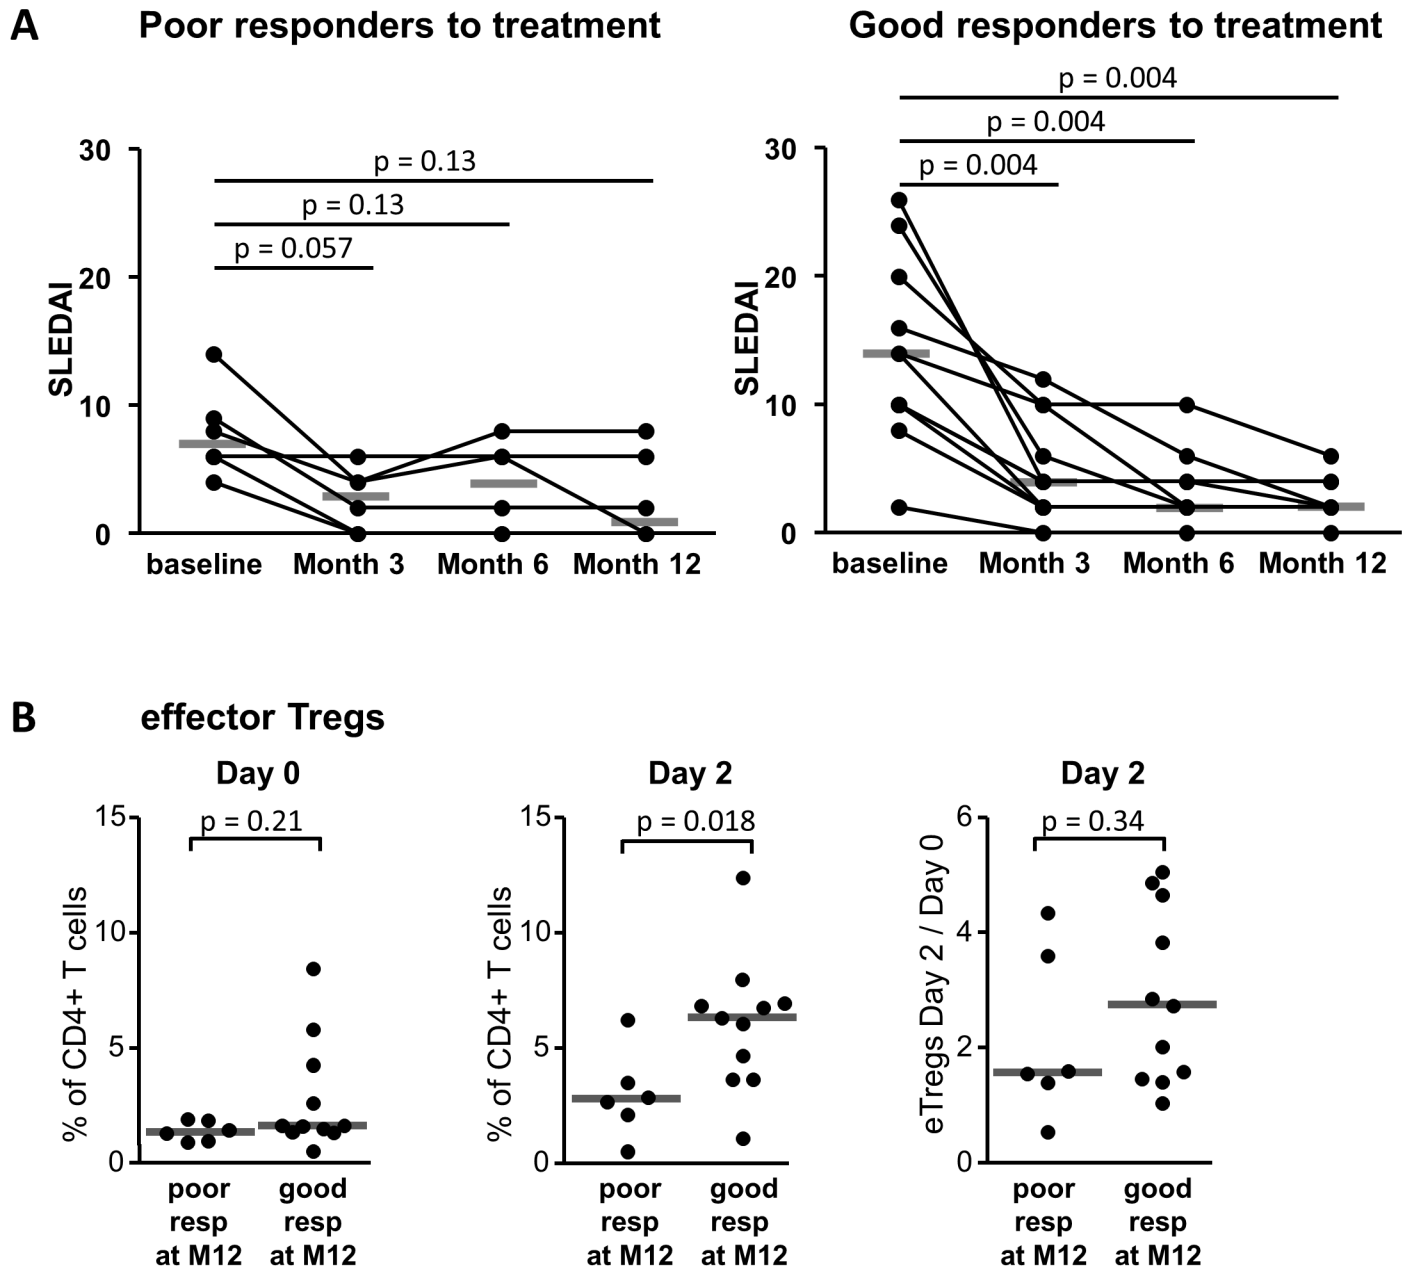 A
Poor responders to treatment
Good responders to treatment
30
20
10
0
SLEDAI
p = 0.13
p = 0.13
p = 0.057
baseline
Month 3
Month 6
Month 12
p = 0.004
p = 0.004
p = 0.004
30
20
10
0
SLEDAI
baseline
Month 3
Month 6
Month 12
B
effector Tregs
Day 0
15
10
5
0
% of CD4+ T cells
p = 0.21
poor
resp
at M12
good
resp
at M12
Day 2
15
10
5
0
% of CD4+ T cells
p = 0.018
poor
resp
at M12
good
resp
at M12
Day 2
6
4
2
0
eTregs Day 2 / Day 0
p = 0.34
poor
resp
at M12
good
resp
at M12